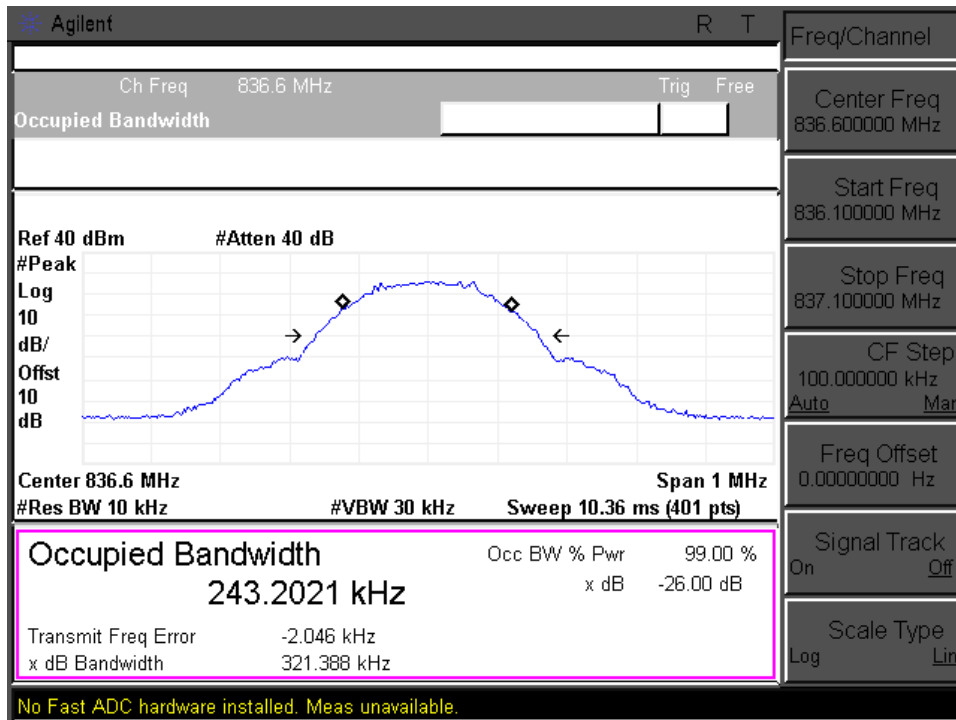 Agilent R T
Ch Freq 836.6 MHz Trig Free
Occupied Bandwidth
Ref 40 dBm #Atten 40 dB
#Peak
Log
10
dB/
Offst
10
dB
Center 836.6 MHz Span 1 MHz
#Res BW 10 kHz #VBW 30 kHz Sweep 10.36 ms (401 pts)
Occupied Bandwidth
243.2021 kHz
Occ BW % Pwr 99.00 %
x dB -26.00 dB
Transmit Freq Error -2.046 kHz
x dB Bandwidth 321.388 kHz
No Fast ADC hardware installed. Meas unavailable.
Freq/Channel
Center Freq
836.600000 MHz
Start Freq
836.100000 MHz
Stop Freq
837.100000 MHz
CF Step
100.000000 kHz
Auto Man
Freq Offset
0.00000000 Hz
Signal Track
On Off
Scale Type
Log Lin